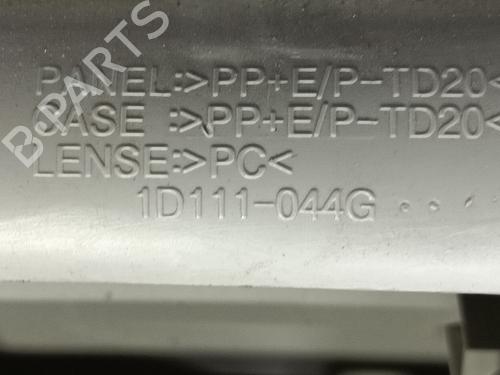 PANEL:>PP+E/P-TD20<
CASE :>PP+E/P-TD20<
LENSE:>PC<
1D111-044G
B-PARTS